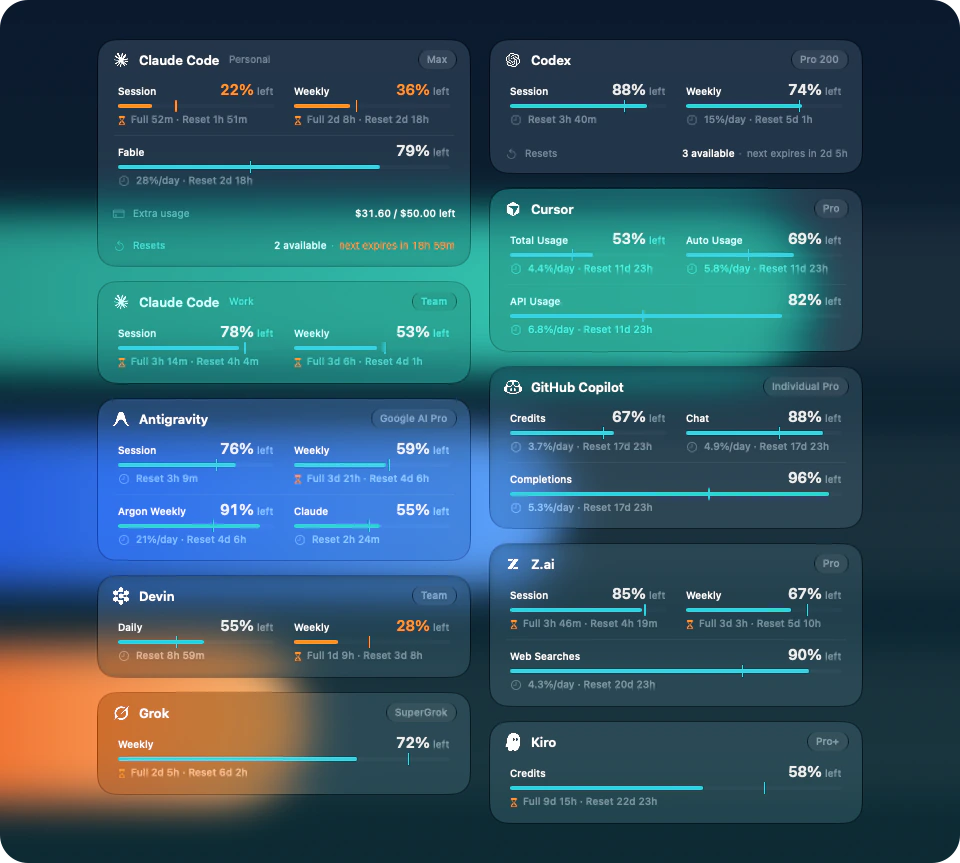 Claude Code Personal Max
Session 22% left Weekly 36% left
Full 52m · Reset 1h 51m Full 2d 8h · Reset 2d 18h
Fable 79% left
28%/day · Reset 2d 18h
Extra usage $31.60 / $50.00 left
Resets 2 available · next expires in 18h 59m
Claude Code Work Team
Session 78% left Weekly 53% left
Full 3h 14m · Reset 4h 4m Full 3d 6h · Reset 4d 1h
Antigravity Google AI Pro
Session 76% left Weekly 59% left
Reset 3h 9m Full 3d 21h · Reset 4d 6h
Argon Weekly 91% left Claude 55% left
21%/day · Reset 4d 6h Reset 2h 24m
Devin Team
Daily 55% left Weekly 28% left
Reset 8h 59m Full 1d 9h · Reset 3d 8h
Grok SuperGrok
Weekly 72% left
Full 2d 5h · Reset 6d 2h
Codex Pro 200
Session 88% left Weekly 74% left
Reset 3h 40m 15%/day · Reset 5d 1h
Resets 3 available · next expires in 2d 5h
Cursor Pro
Total Usage 53% left Auto Usage 69% left
4.4%/day · Reset 11d 23h 5.8%/day · Reset 11d 23h
API Usage 82% left
6.8%/day · Reset 11d 23h
GitHub Copilot Individual Pro
Credits 67% left Chat 88% left
3.7%/day · Reset 17d 23h 4.9%/day · Reset 17d 23h
Completions 96% left
5.3%/day · Reset 17d 23h
Z.ai Pro
Session 85% left Weekly 67% left
Full 3h 46m · Reset 4h 19m Full 3d 3h · Reset 5d 10h
Web Searches 90% left
4.3%/day · Reset 20d 23h
Kiro Pro+
Credits 58% left
Full 9d 15h · Reset 22d 23h